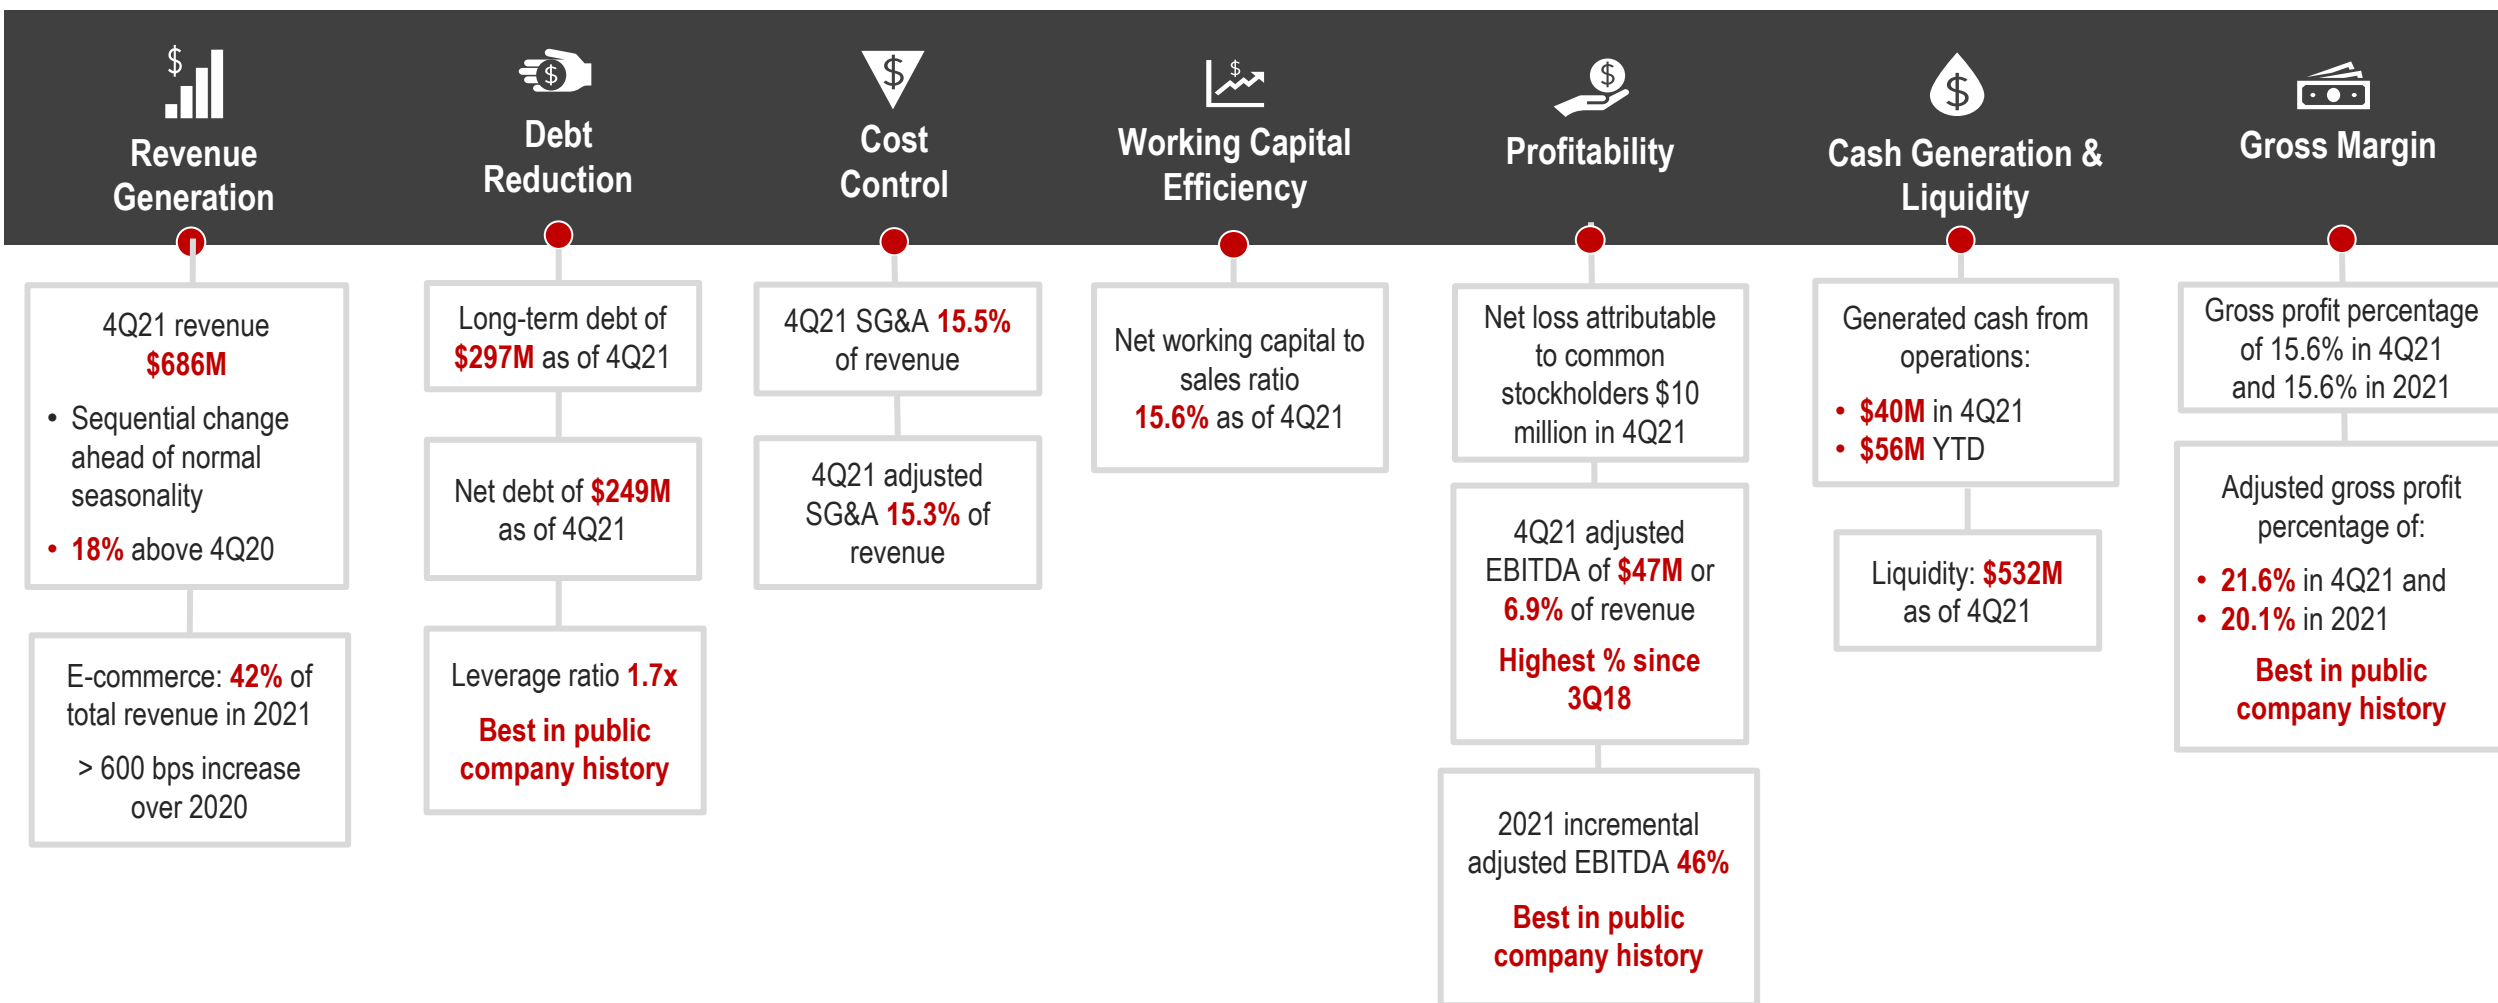 Revenue
Generation
4Q21 revenue
$686M
• Sequential change
ahead of normal
seasonality
• 18% above 4Q20
E-commerce: 42% of
total revenue in 2021
> 600 bps increase
over 2020
Debt
Reduction
Long-term debt of
$297M as of 4Q21
Net debt of $249M
as of 4Q21
Leverage ratio 1.7x
Best in public
company history
Cost
Control
4Q21 SG&A 15.5%
of revenue
4Q21 adjusted
SG&A 15.3% of
revenue
Working Capital
Efficiency
Net working capital to
sales ratio
15.6% as of 4Q21
Profitability
Net loss attributable
to common
stockholders $10
million in 4Q21
4Q21 adjusted
EBITDA of $47M or
6.9% of revenue
Highest % since
3Q18
2021 incremental
adjusted EBITDA 46%
Best in public
company history
Cash Generation &
Liquidity
Generated cash from
operations:
• $40M in 4Q21
• $56M YTD
Liquidity: $532M
as of 4Q21
Gross Margin
Gross profit percentage
of 15.6% in 4Q21
and 15.6% in 2021
Adjusted gross profit
percentage of:
• 21.6% in 4Q21 and
• 20.1% in 2021
Best in public
company history